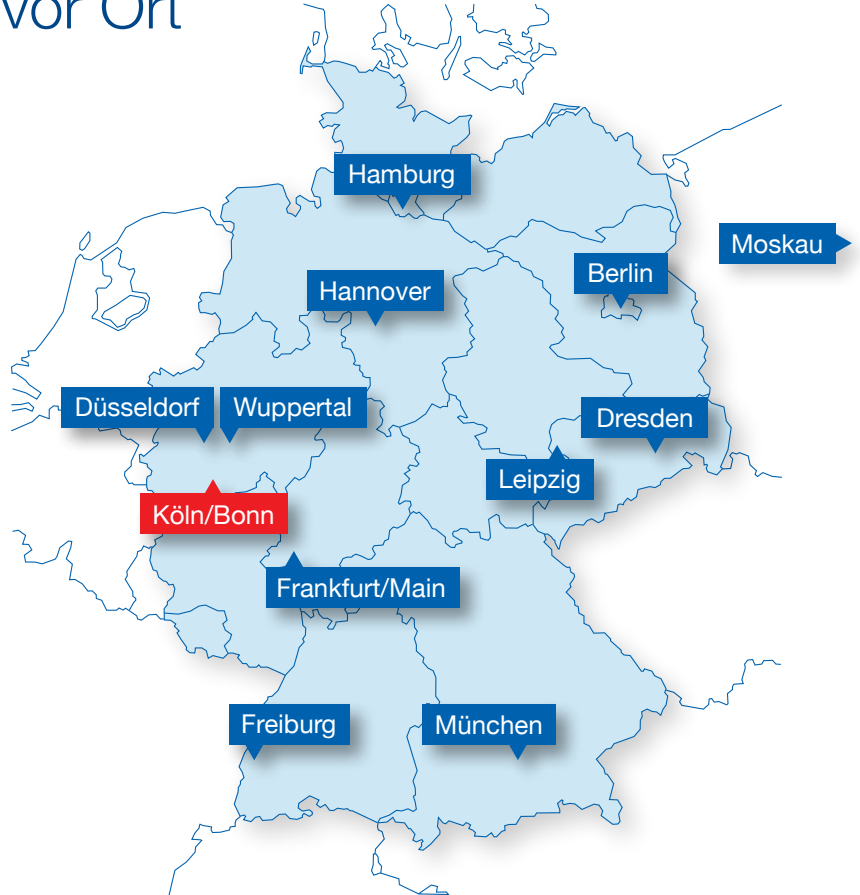 vor Ort
Hamburg
Moskau
Berlin
Hannover
Düsseldorf
Wuppertal
Dresden
Leipzig
Köln/Bonn
Frankfurt/Main
Freiburg
München